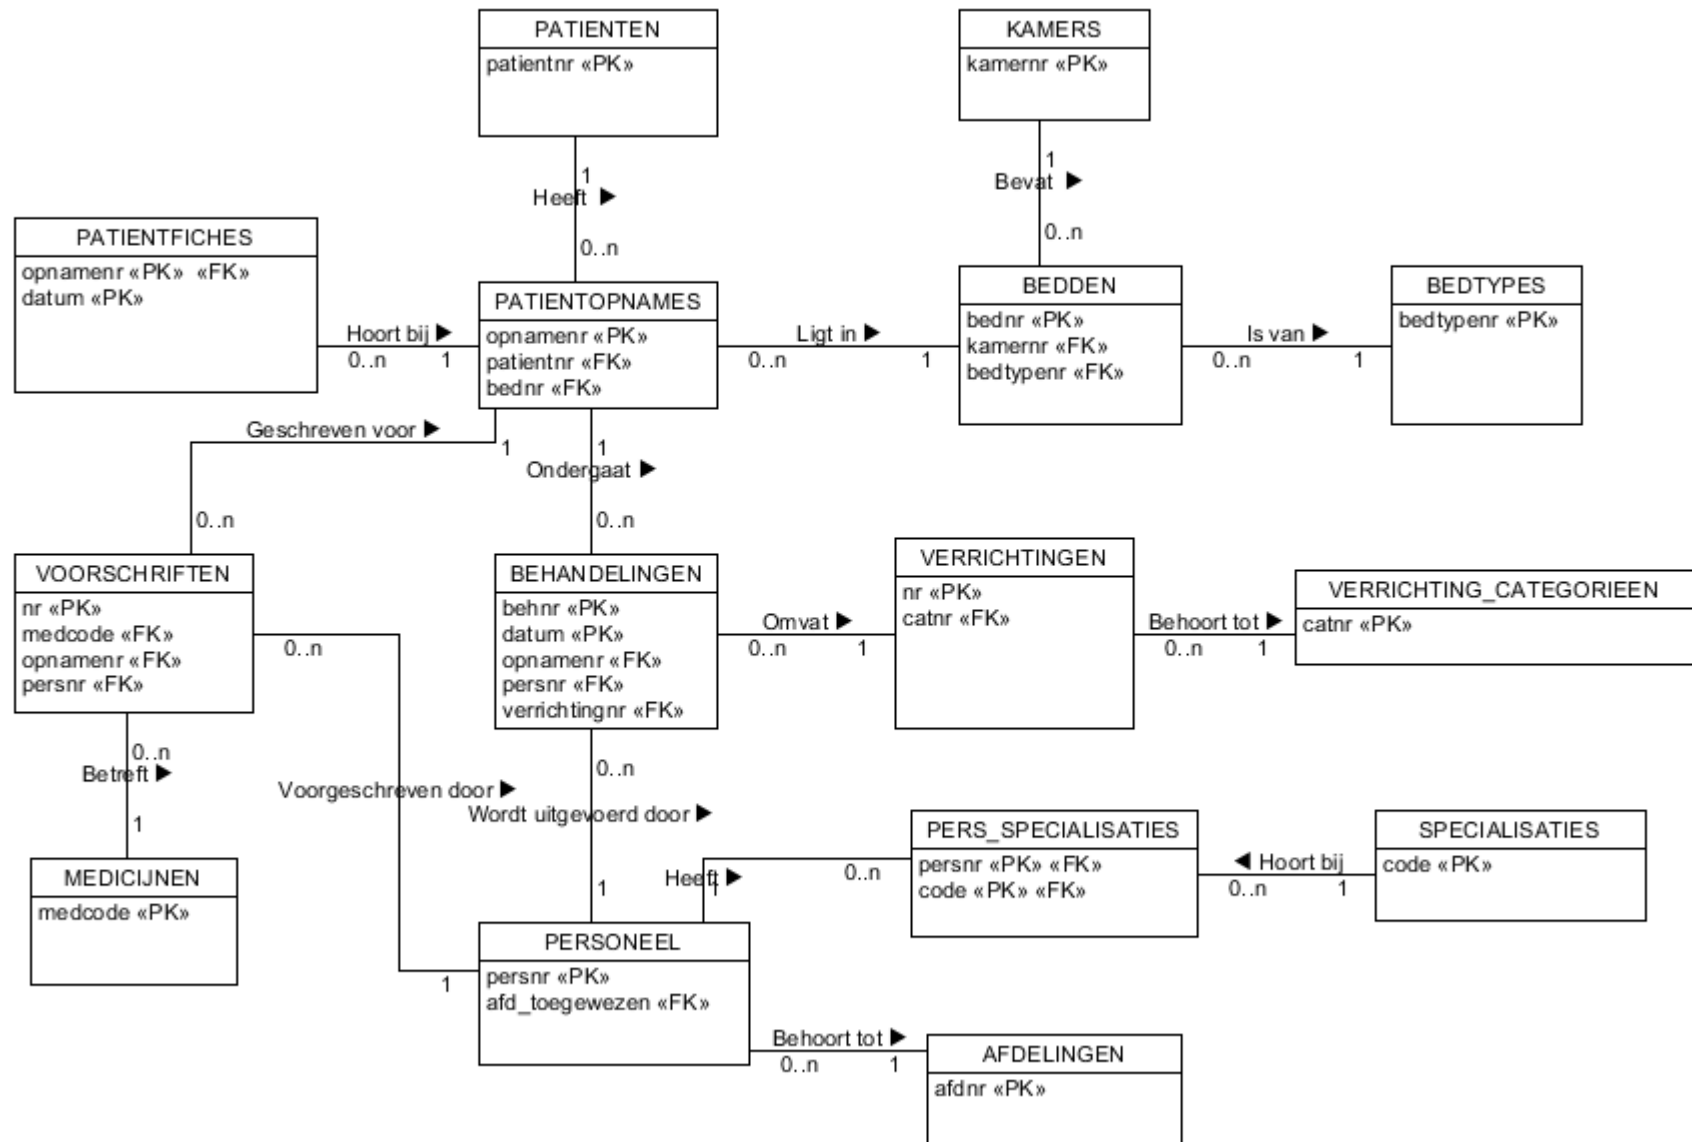 PATIENTEN
patientnr «PK»
KAMERS
kamernr «PK»
1
Heeft ►
0..n
1
Bevat ►
0..n
PATIENTFICHES
opnamenr «PK» «FK»
datum «PK»
Hoort bij ►
0..n 1
PATIENTOPNAMES
opnamenr «PK»
patientnr «FK»
bednr «FK»
Ligt in ►
0..n 1
BEDDEN
bednr «PK»
kamernr «FK»
bedtypenr «FK»
Is van ►
0..n 1
BEDTYPES
bedtypenr «PK»
Geschreven voor ►
1
0..n
1
Ondergaat ►
0..n
VOORSCHRIFTEN
nr «PK»
medcode «FK»
opnamenr «FK»
persnr «FK»
0..n
BEHANDELINGEN
behnr «PK»
datum «PK»
opnamenr «FK»
persnr «FK»
verrichtingnr «FK»
Omvat ►
0..n 1
VERRICHTINGEN
nr «PK»
catnr «FK»
Behoort tot ►
0..n 1
VERRICHTING_CATEGORIEEN
catnr «PK»
0..n
Betreft ►
1
Voorgeschreven door ►
0..n
Wordt uitgevoerd door ►
1
MEDICIJNEN
medcode «PK»
Heeft ►
1
0..n
PERS_SPECIALISATIES
persnr «PK» «FK»
code «PK» «FK»
◄ Hoort bij
0..n 1
SPECIALISATIES
code «PK»
1
PERSONEEL
persnr «PK»
afd_toegewezen «FK»
Behoort tot ►
0..n 1
AFDELINGEN
afdnr «PK»